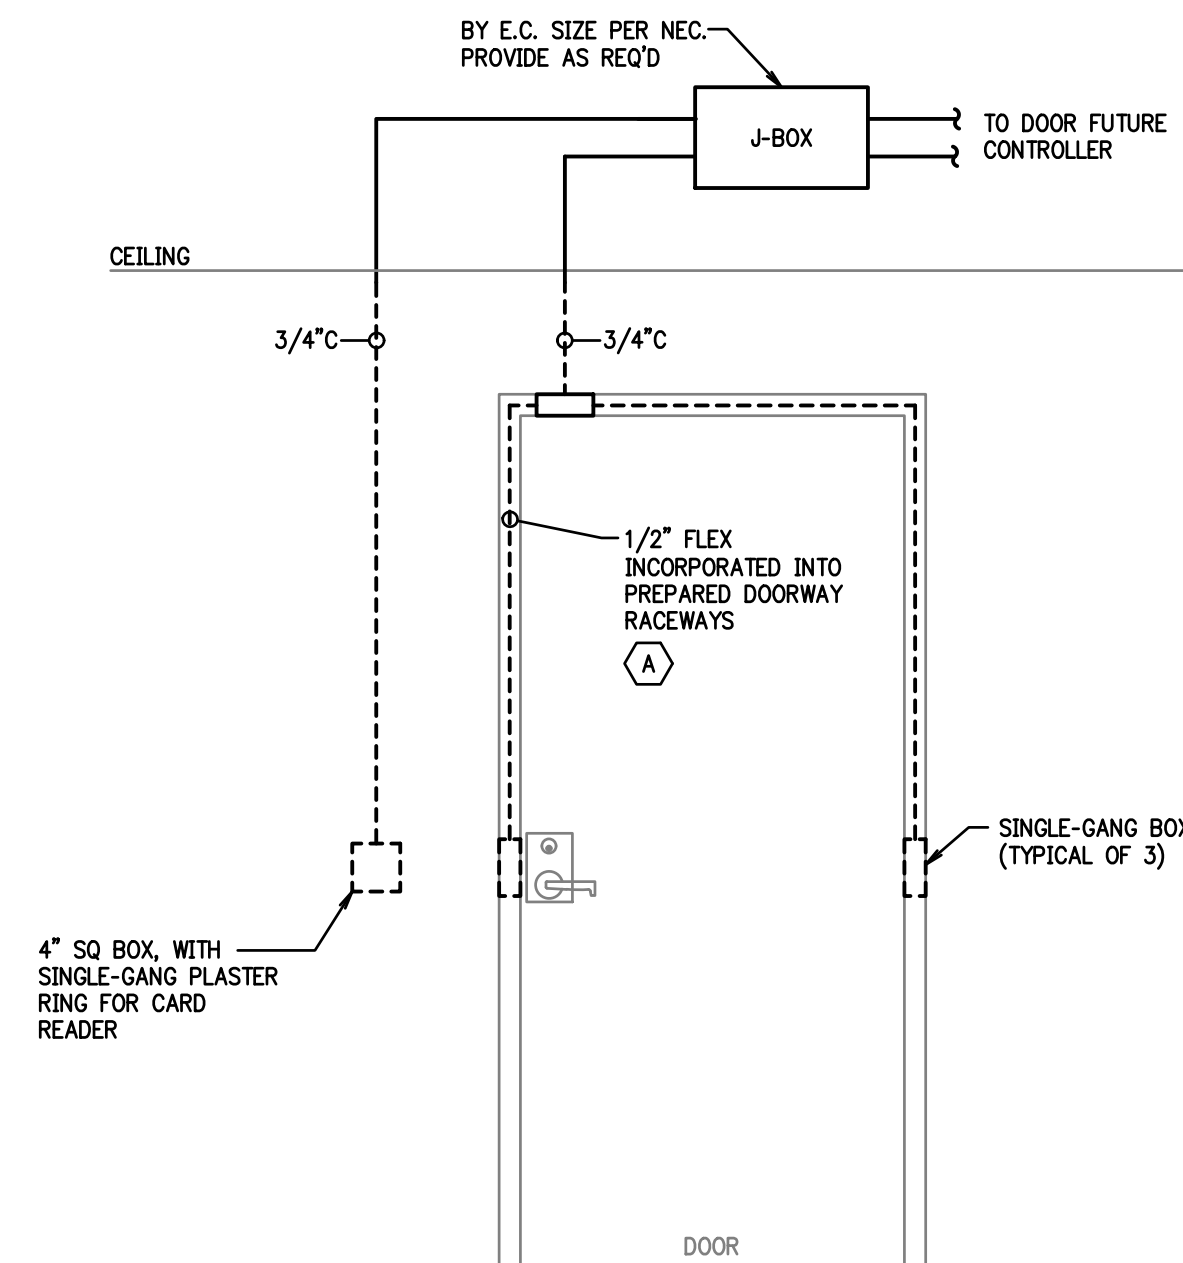 BY E.C. SIZE PER NEC.
PROVIDE AS REQ'D
J-BOX
TO DOOR FUTURE
CONTROLLER
CEILING
3/4"C
3/4"C
1/2" FLEX
INCORPORATED INTO
PREPARED DOORWAY
RACEWAYS
A
SINGLE-GANG BOX
(TYPICAL OF 3)
4" SQ BOX, WITH
SINGLE-GANG PLASTER
RING FOR CARD
READER
DOOR